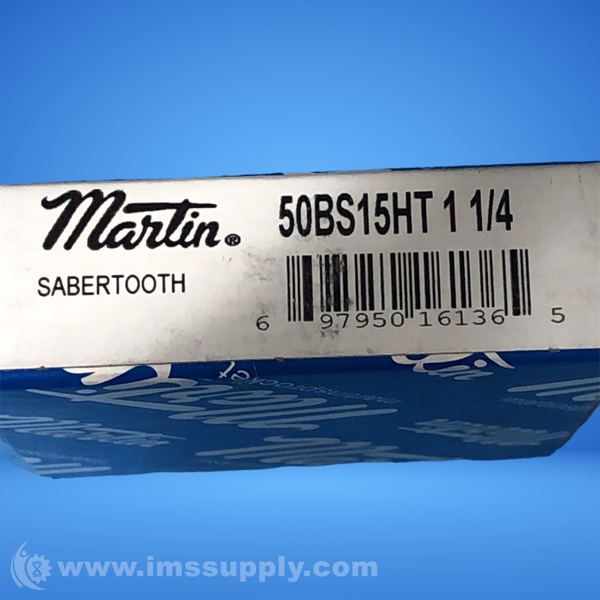 Martin® 50BS15HT 1 1/4
SABERTOOTH
6 97950 16136 5
www.imssupply.com